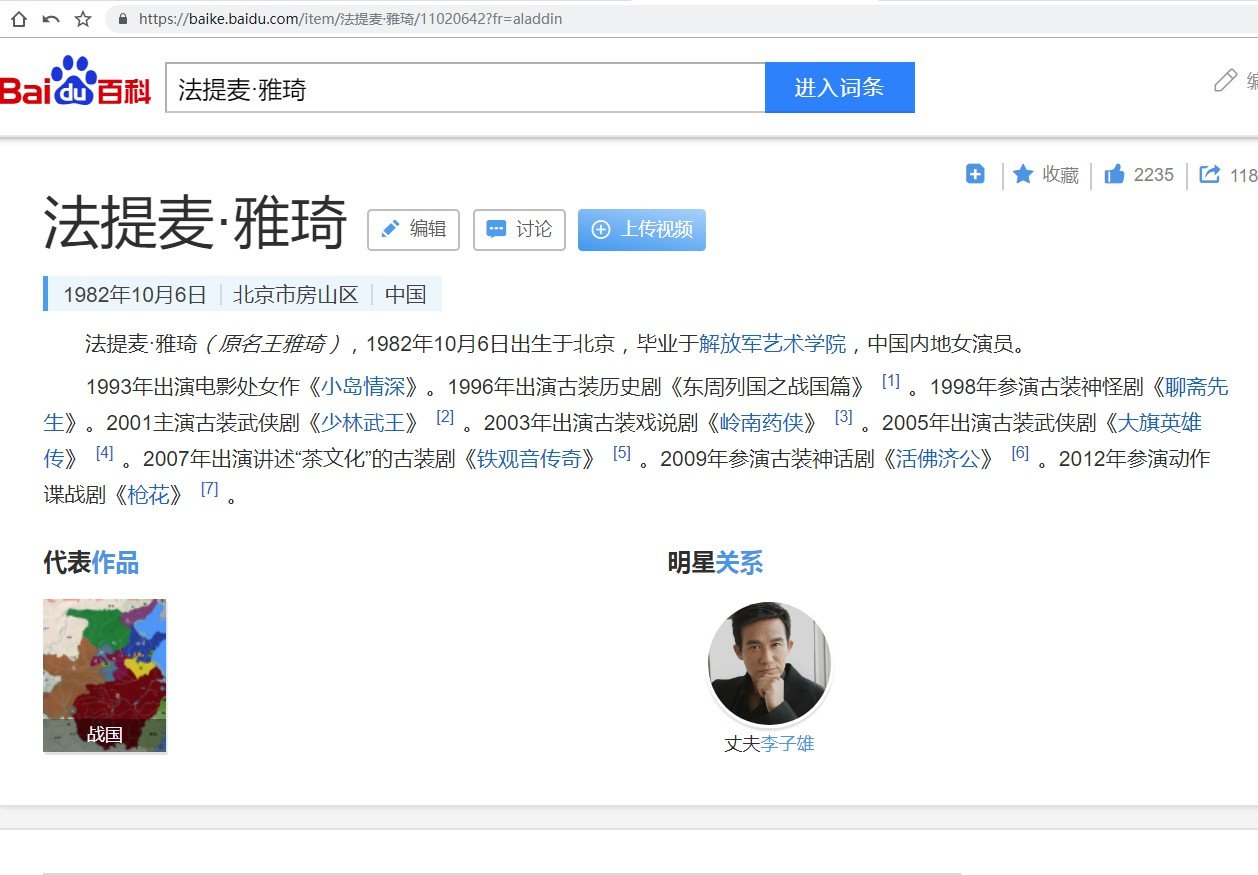 https://baike.baidu.com/item/法提麦·雅琦/11020642?fr=aladdin
Bai du 百科
法提麦·雅琦
进入词条
编
收藏
2235
118
法提麦·雅琦
编辑
讨论
上传视频
1982年10月6日
北京市房山区
中国
法提麦·雅琦（原名王雅琦），1982年10月6日出生于北京，毕业于解放军艺术学院，中国内地女演员。
1993年出演电影处女作《小岛情深》。1996年出演古装历史剧《东周列国之战国篇》 [1] 。1998年参演古装神怪剧《聊斋先
生》。2001主演古装武侠剧《少林武王》 [2] 。2003年出演古装戏说剧《岭南药侠》 [3] 。2005年出演古装武侠剧《大旗英雄
传》 [4] 。2007年出演讲述“茶文化”的古装剧《铁观音传奇》 [5] 。2009年参演古装神话剧《活佛济公》 [6] 。2012年参演动作
谍战剧《枪花》 [7] 。
代表作品
明星关系
战国
丈夫李子雄